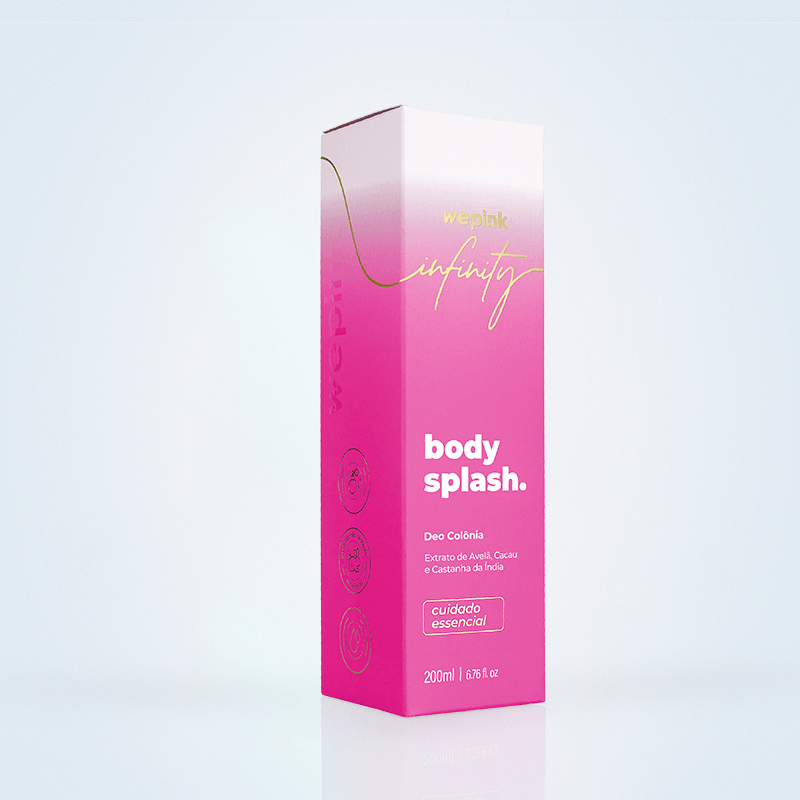 wepink
infinity
body
splash.
Deo Colônia
Extrato de Avelã, Cacau
e Castanha da Índia
cuidado
essencial
200ml | 6.76 fl. oz
wepink